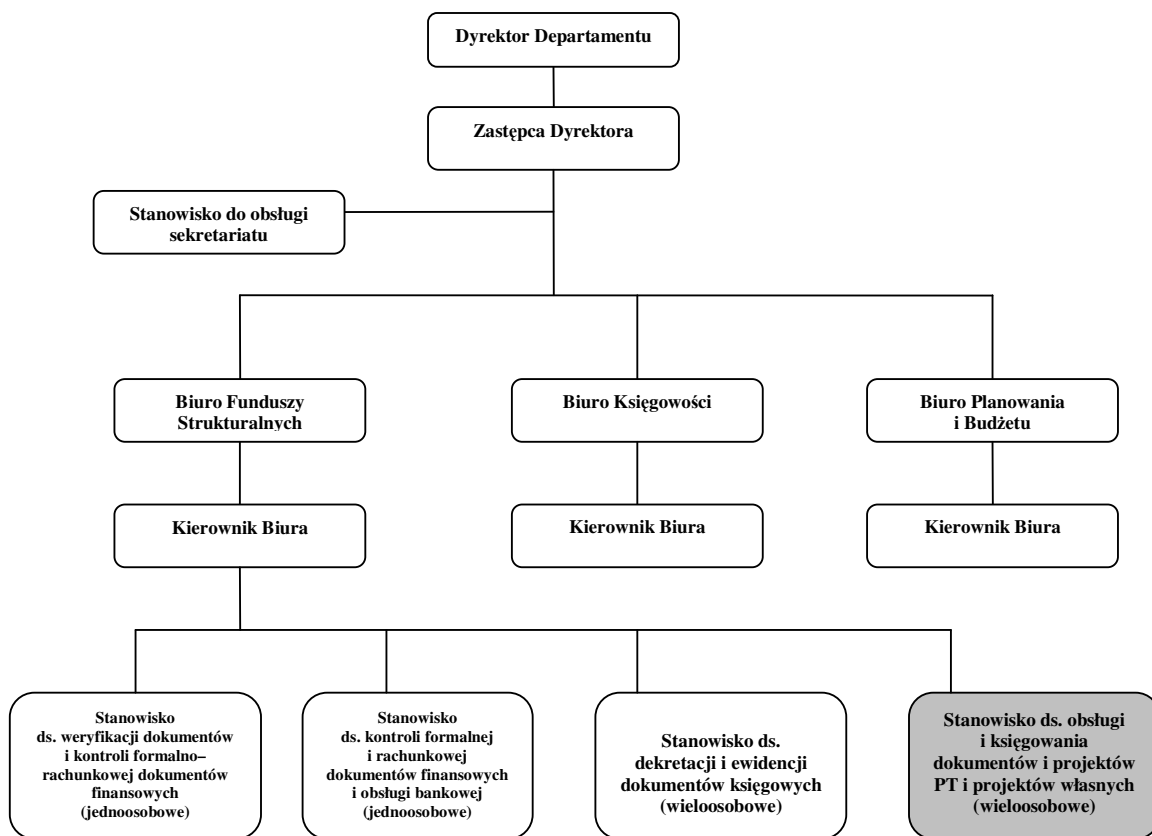 Dyrektor Departamentu
Zastępca Dyrektora
Stanowisko do obsługi
sekretariatu
Biuro Funduszy
Strukturalnych
Biuro Księgowości
Biuro Planowania
i Budżetu
Kierownik Biura
Kierownik Biura
Kierownik Biura
Stanowisko
ds. weryfikacji dokumentów
i kontroli formalno–
rachunkowej dokumentów
finansowych
(jednoosobowe)
Stanowisko
ds. kontroli formalnej
i rachunkowej
dokumentów finansowych
i obsługi bankowej
(jednoosobowe)
Stanowisko ds.
dekretacji i ewidencji
dokumentów księgowych
(wieloosobowe)
Stanowisko ds. obsługi
i księgowania
dokumentów i projektów
PT i projektów własnych
(wieloosobowe)